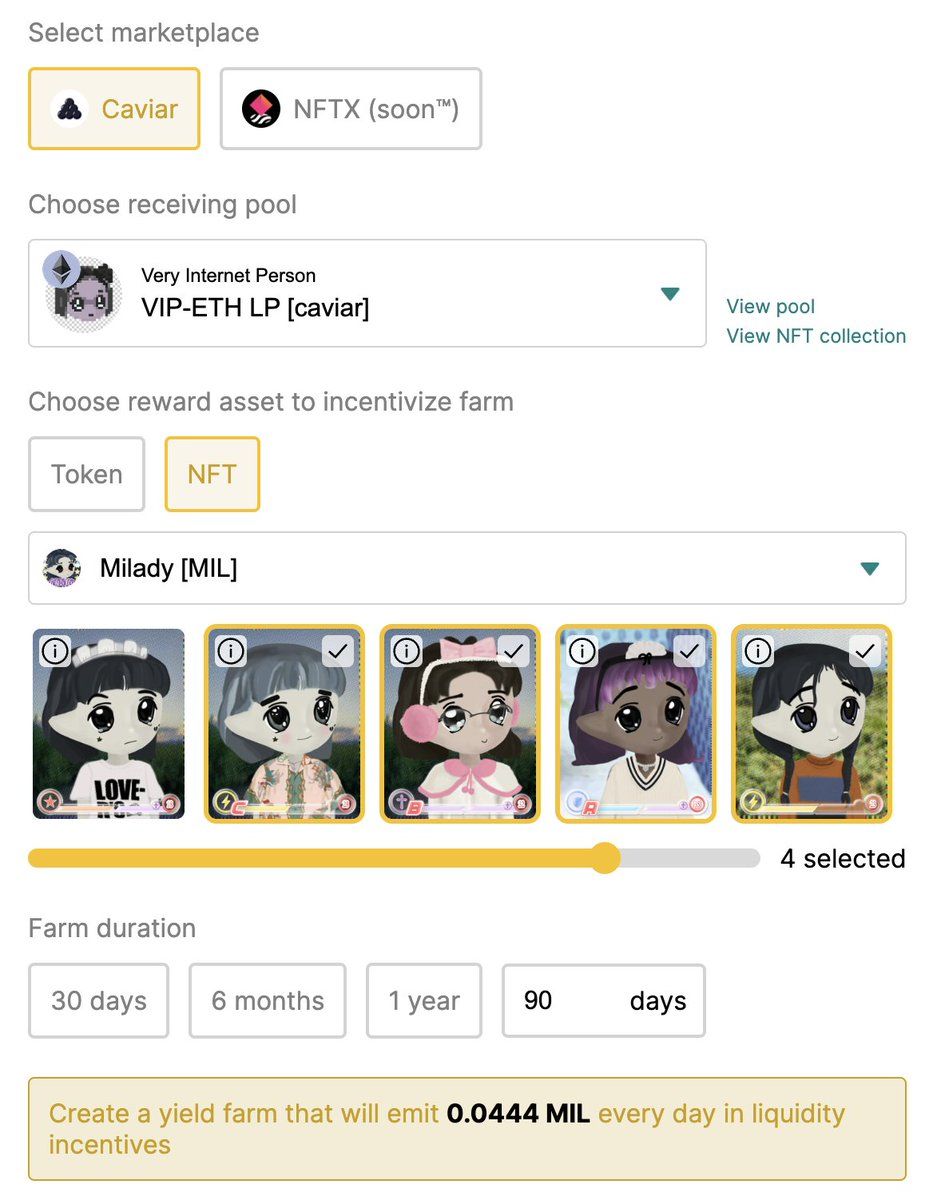 Select marketplace
Caviar
NFTX (soon™)
Choose receiving pool
Very Internet Person
VIP-ETH LP [caviar]
View pool
View NFT collection
Choose reward asset to incentivize farm
Token
NFT
Milady [MIL]
LOVE-
C
B
A
4 selected
Farm duration
30 days
6 months
1 year
90 days
Create a yield farm that will emit 0.0444 MIL every day in liquidity
incentives